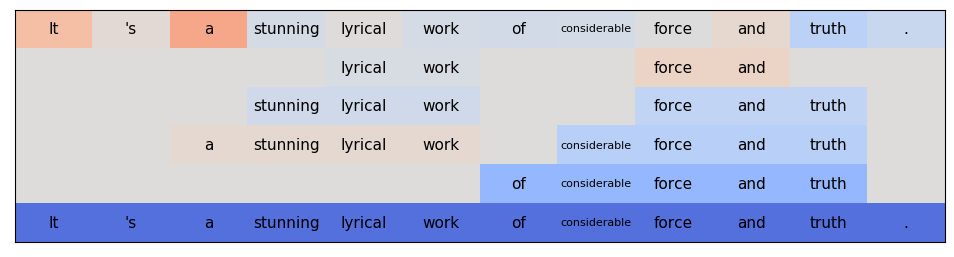 It 's a stunning lyrical work of considerable force and truth .
lyrical work force and
stunning lyrical work force and truth
a stunning lyrical work considerable force and truth
of considerable force and truth
It 's a stunning lyrical work of considerable force and truth .